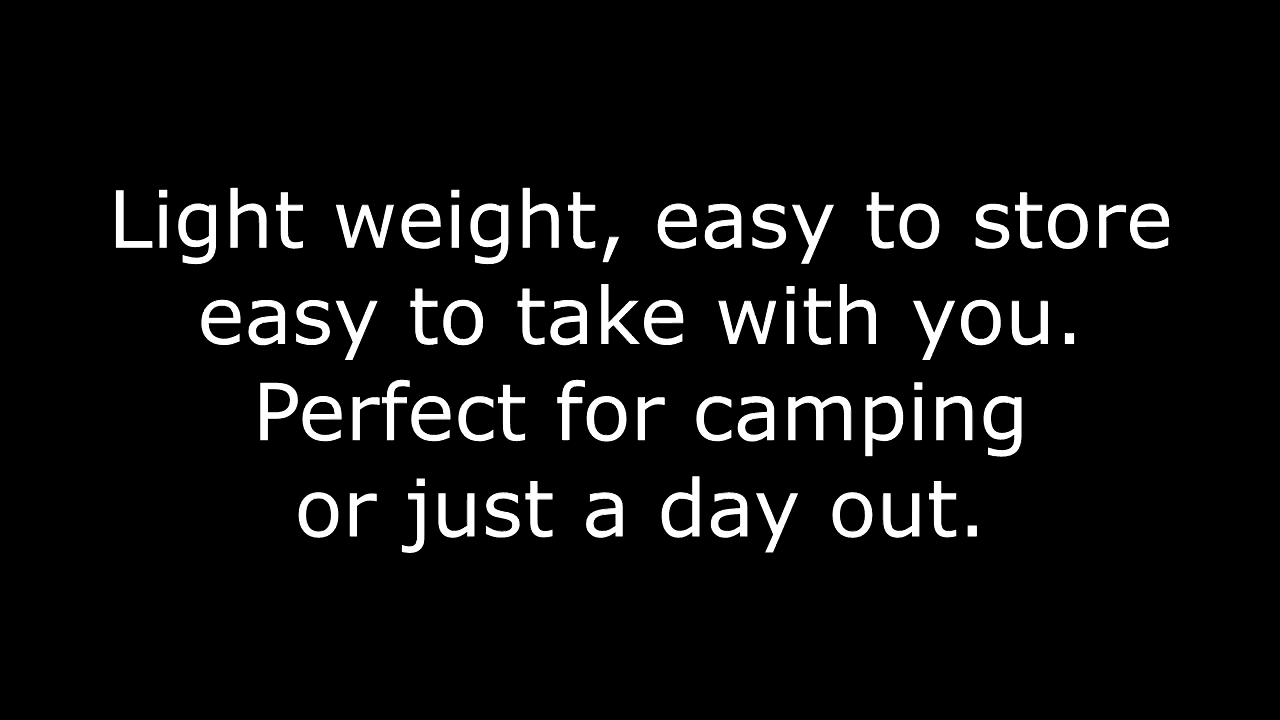 Light weight, easy to store
easy to take with you.
Perfect for camping
or just a day out.